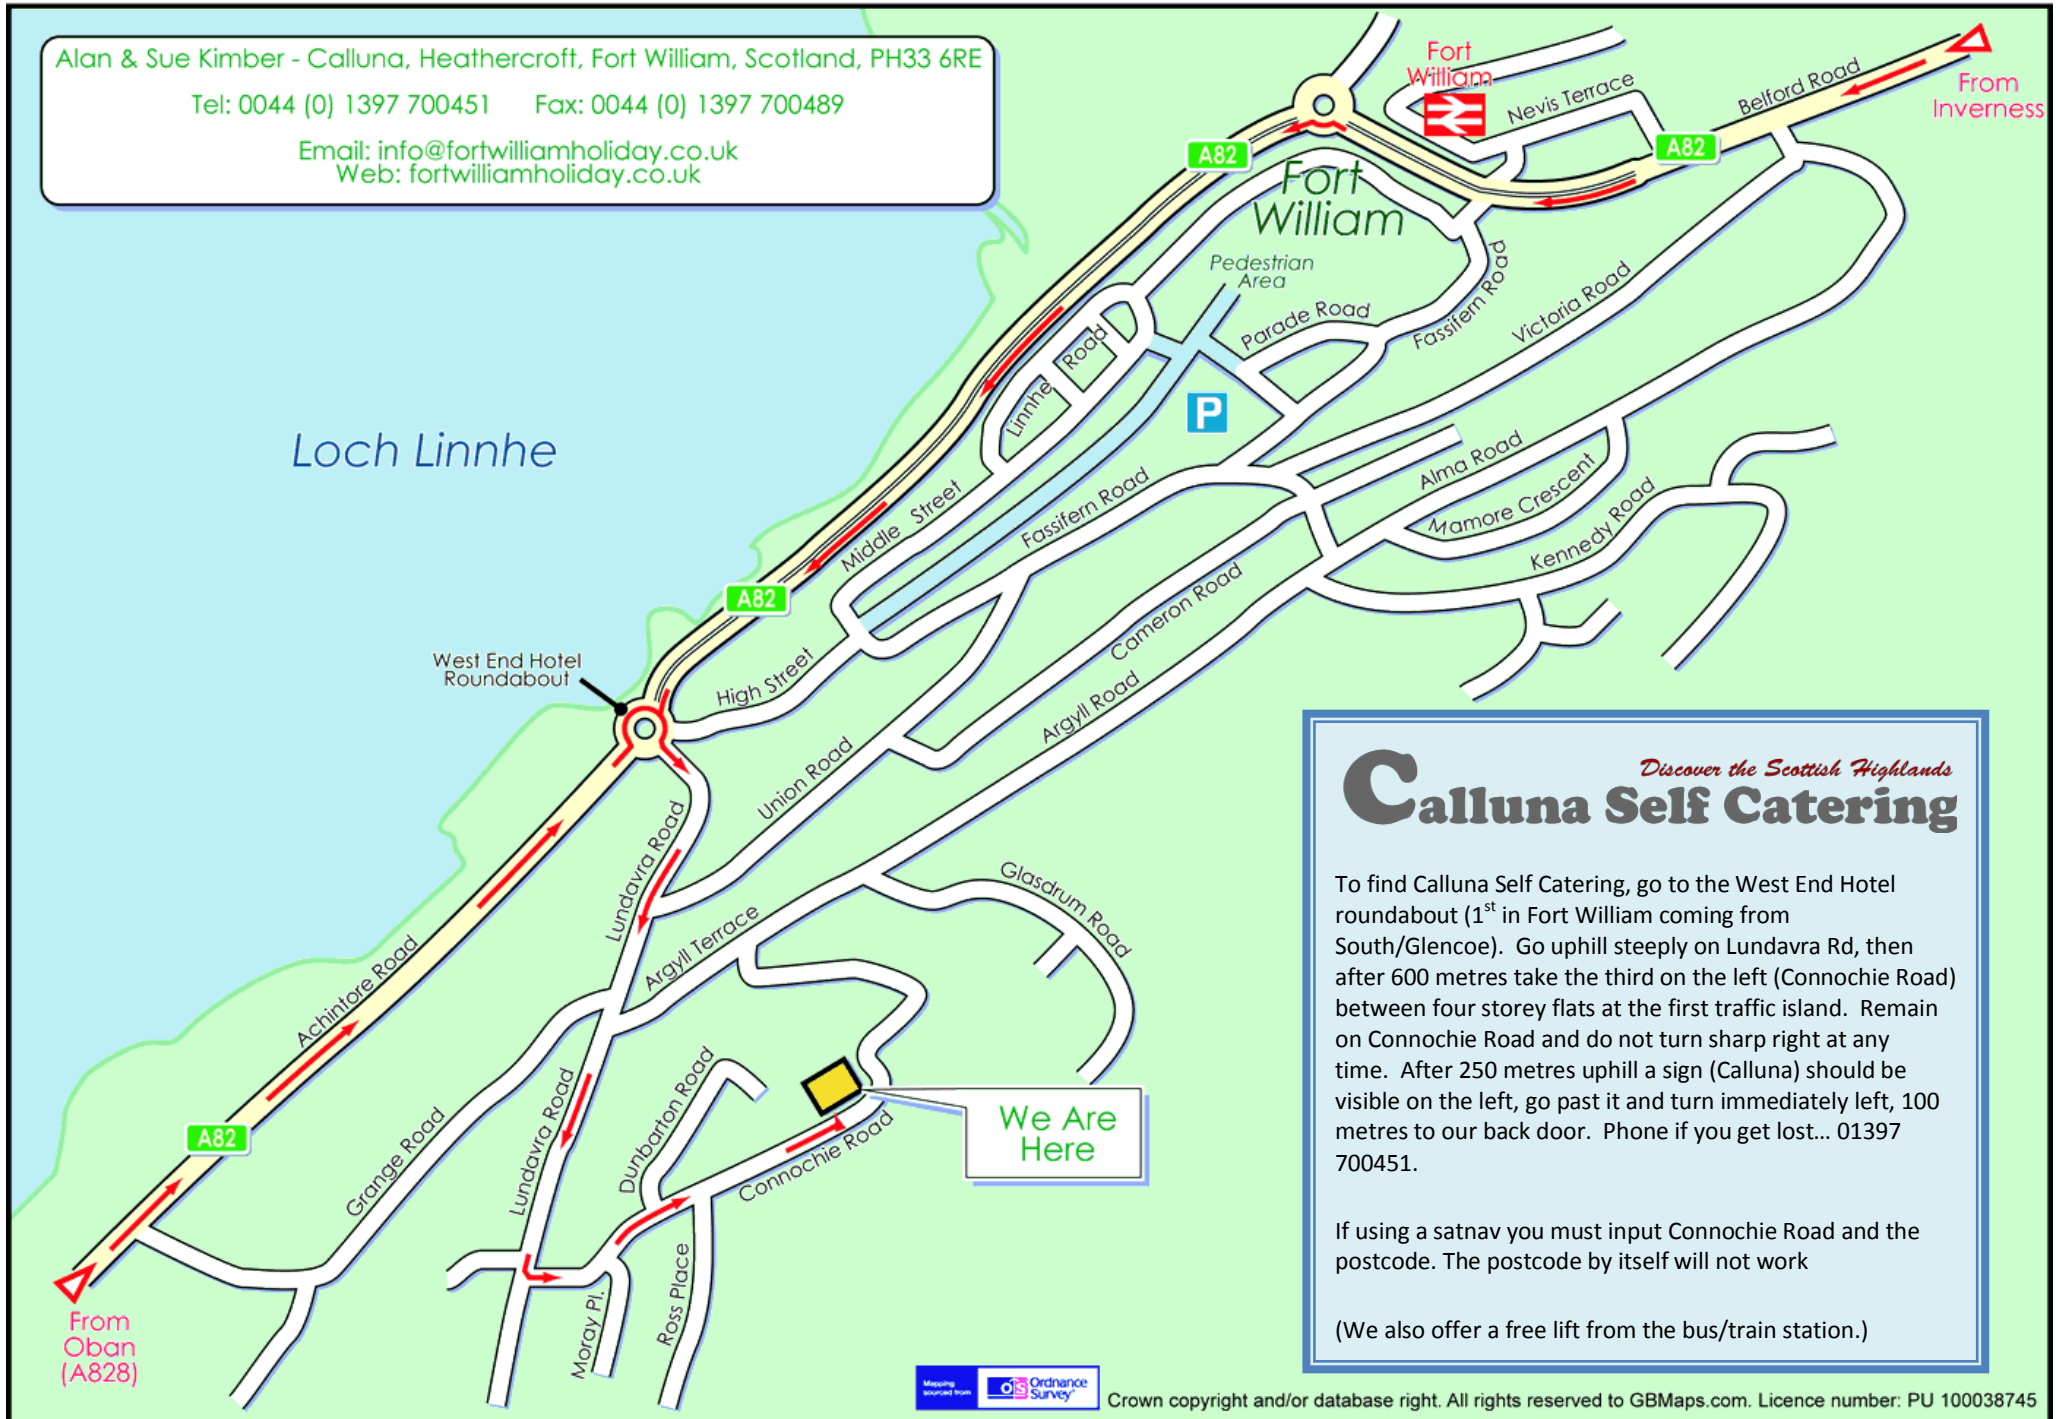 Alan & Sue Kimber - Calluna, Heathercroft, Fort William, Scotland, PH33 6RE
Tel: 0044 (0) 1397 700451 Fax: 0044 (0) 1397 700489
Email: info@fortwilliamholiday.co.uk
Web: fortwilliamholiday.co.uk
Fort
William
Nevis Terrace
Belford Road
From
Inverness
A82
A82
Fort
William
Pedestrian
Area
Parade Road
Fassifern Road
Victoria Road
Linnhe Road
P
Loch Linnhe
Middle Street
Fassifern Road
Alma Road
Mamore Crescent
Kennedy Road
A82
Cameron Road
West End Hotel
Roundabout
High Street
Argyll Road
Union Road
Lundavra Road
Glasdrum Road
Argyll Terrace
Achintore Road
A82
Grange Road
Lundavra Road
Dunbarton Road
Connochie Road
We Are
Here
Ross Place
Moray Pl.
From
Oban
(A828)
Discover the Scottish Highlands
Calluna Self Catering
To find Calluna Self Catering, go to the West End Hotel
roundabout (1st in Fort William coming from
South/Glencoe). Go uphill steeply on Lundavra Rd, then
after 600 metres take the third on the left (Connochie Road)
between four storey flats at the first traffic island. Remain
on Connochie Road and do not turn sharp right at any
time. After 250 metres uphill a sign (Calluna) should be
visible on the left, go past it and turn immediately left, 100
metres to our back door. Phone if you get lost... 01397
700451.
If using a satnav you must input Connochie Road and the
postcode. The postcode by itself will not work
(We also offer a free lift from the bus/train station.)
Mapping
sourced from
OS
Ordnance
Survey
Crown copyright and/or database right. All rights reserved to GBMaps.com. Licence number: PU 100038745